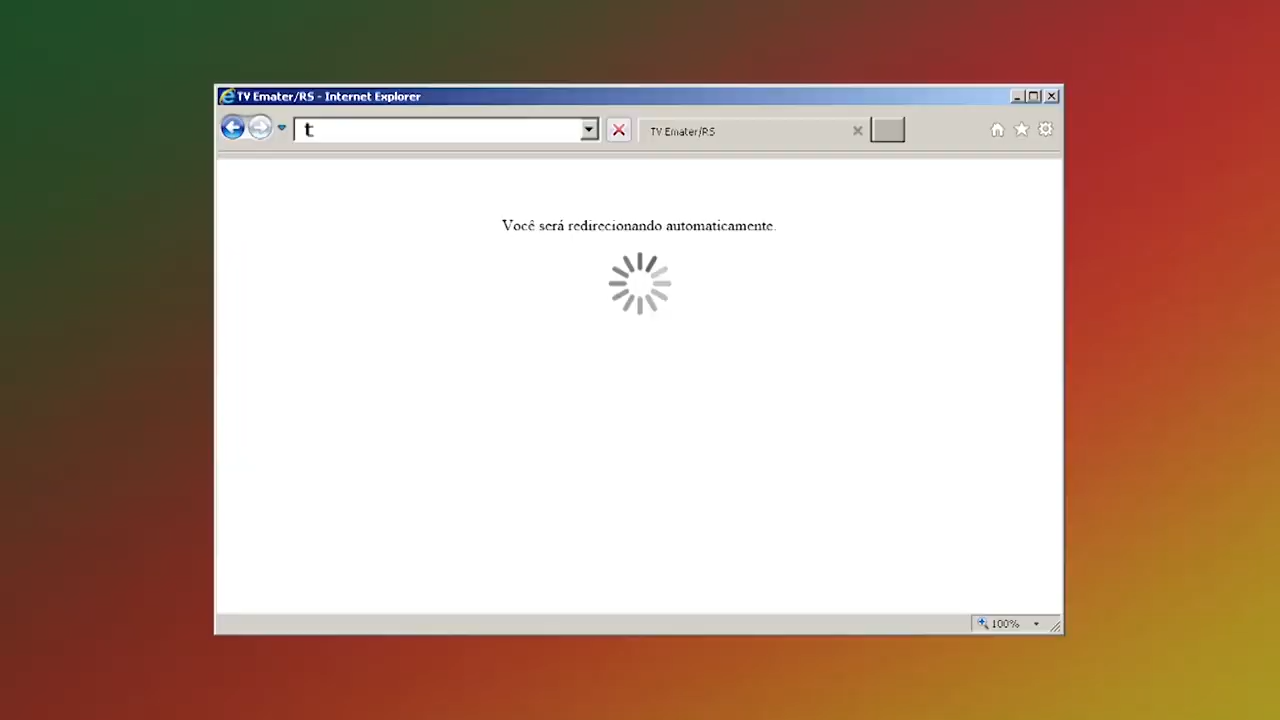 TV Emater/RS - Internet Explorer
t
TV Emater/RS
Você será redirecionando automaticamente.
100%